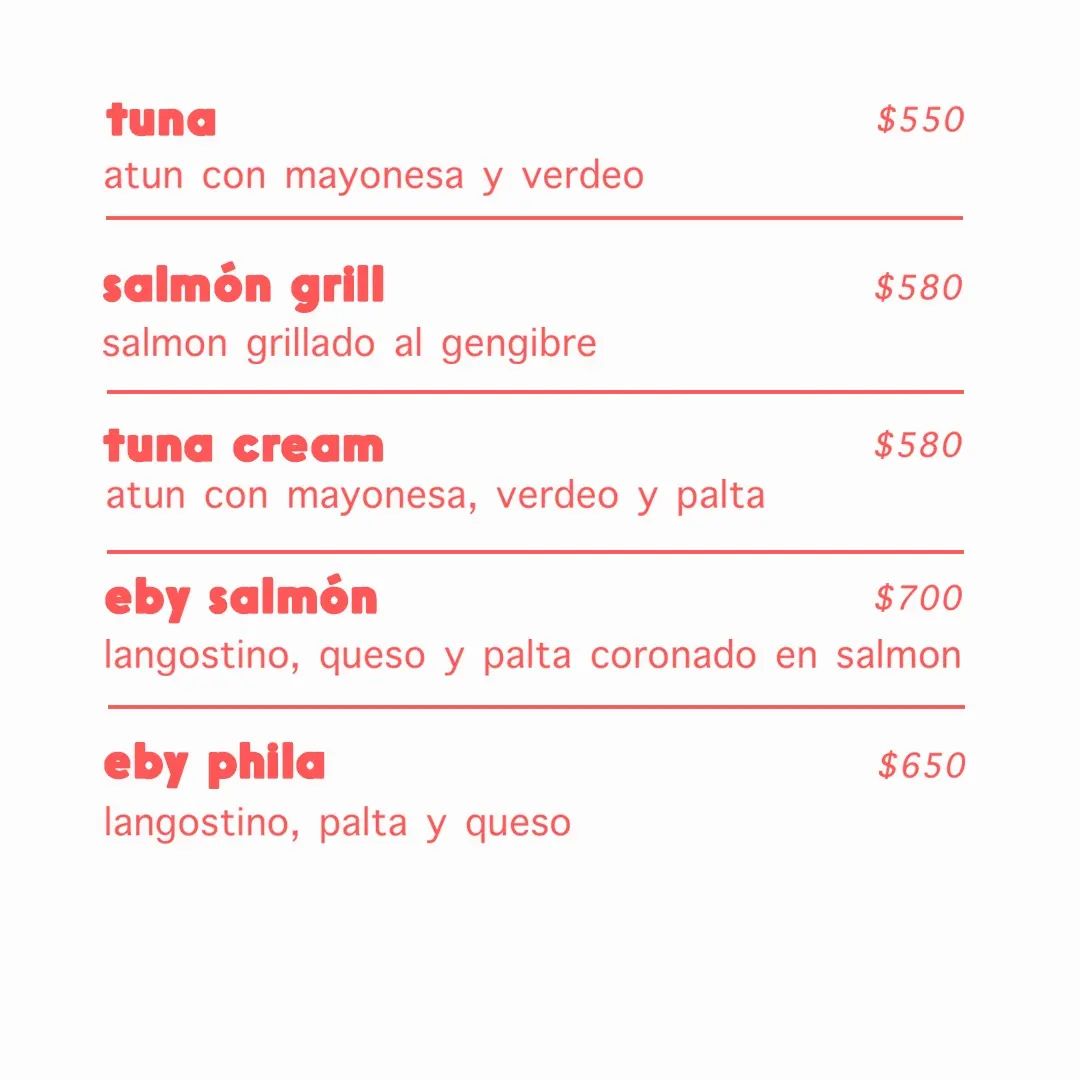 tuna $550
atun con mayonesa y verdeo
salmón grill $580
salmon grillado al gengibre
tuna cream $580
atun con mayonesa, verdeo y palta
eby salmón $700
langostino, queso y palta coronado en salmon
eby phila $650
langostino, palta y queso